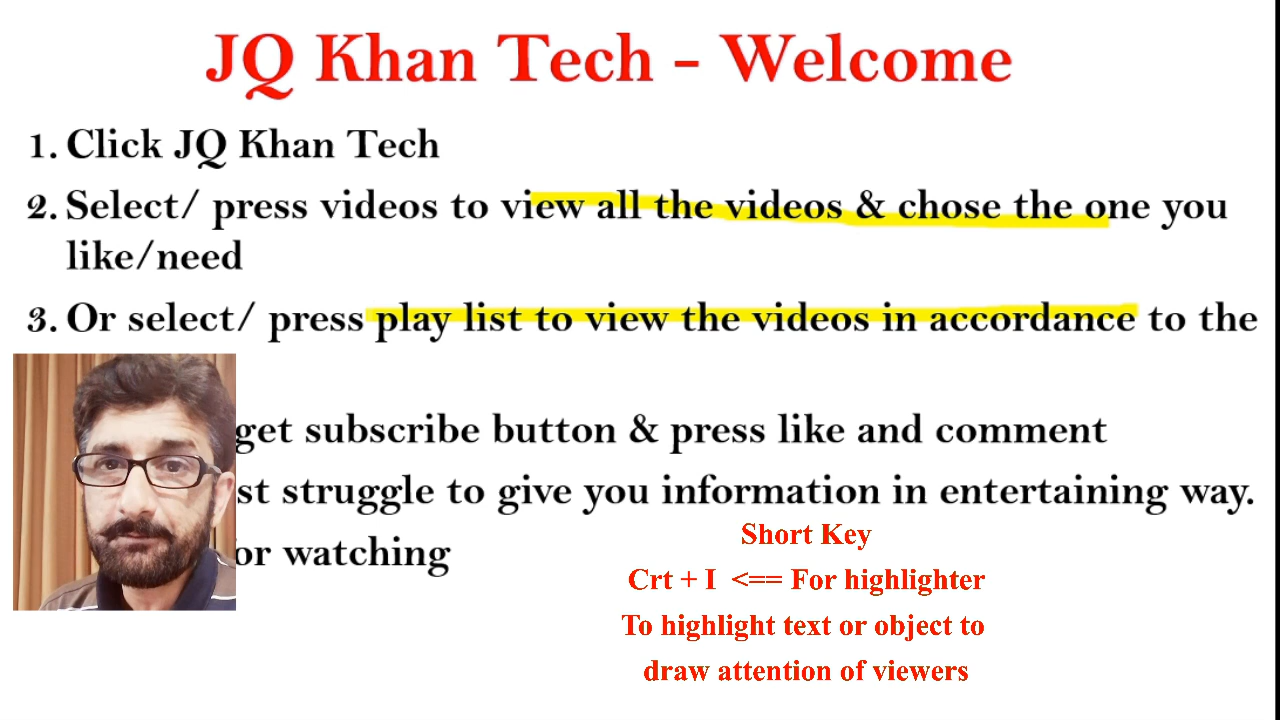 JQ Khan Tech - Welcome
1. Click JQ Khan Tech
2. Select/ press videos to view all the videos & chose the one you
like/need
3. Or select/ press play list to view the videos in accordance to the
get subscribe button & press like and comment
st struggle to give you information in entertaining way.
or watching
Short Key
Crt + I <== For highlighter
To highlight text or object to
draw attention of viewers